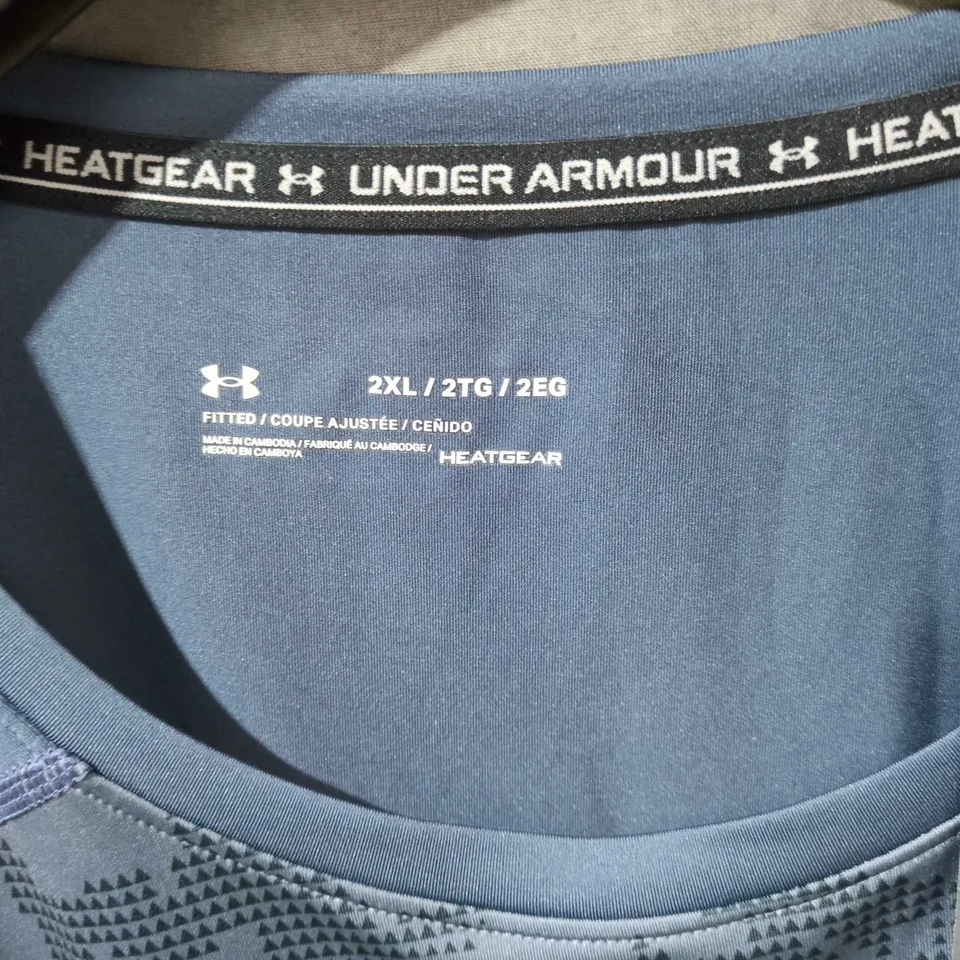 HEATGEAR UNDER ARMOUR HEAT
2XL / 2TG / 2EG
FITTED / COUPE AJUSTÉE / CEÑIDO
MADE IN CAMBODIA / FABRIQUÉ AU CAMBODGE /
HECHO EN CAMBOYA
HEATGEAR